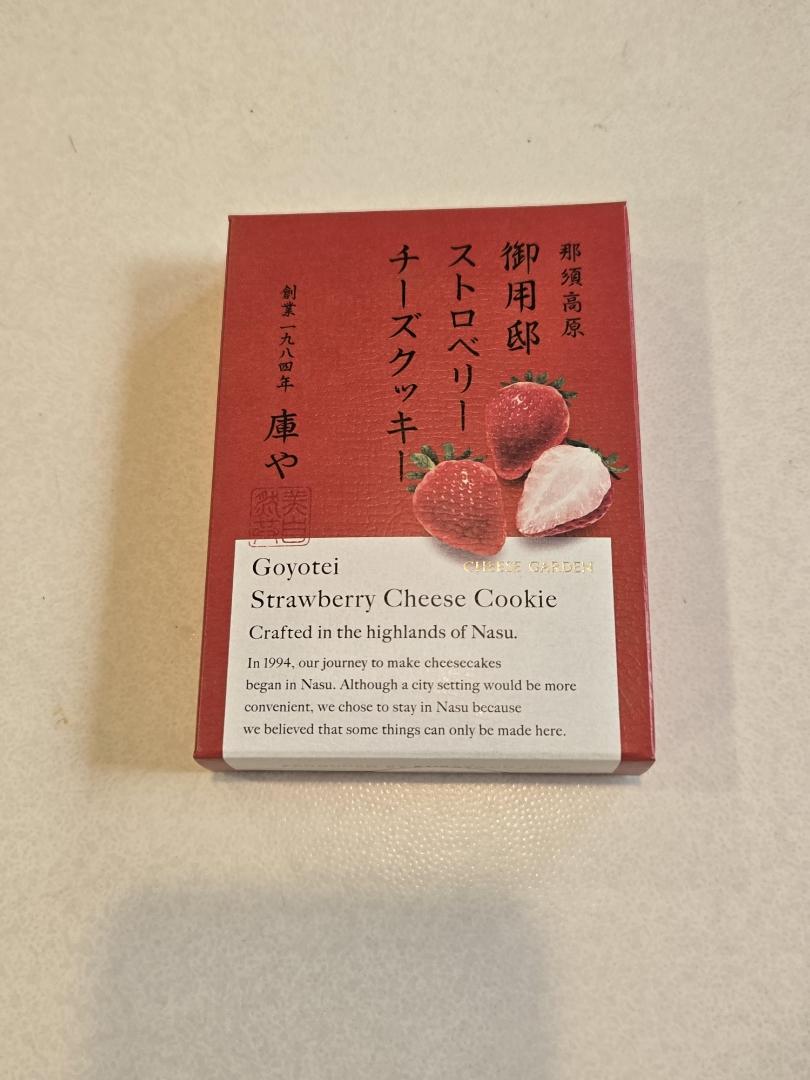 那須高原
御用邸
ストロベリー
チーズクッキー
創業一九八四年 庫や
CHEESE GARDEN
Goyotei
Strawberry Cheese Cookie
Crafted in the highlands of Nasu.
In 1994, our journey to make cheesecakes
began in Nasu. Although a city setting would be more
convenient, we chose to stay in Nasu because
we believed that some things can only be made here.